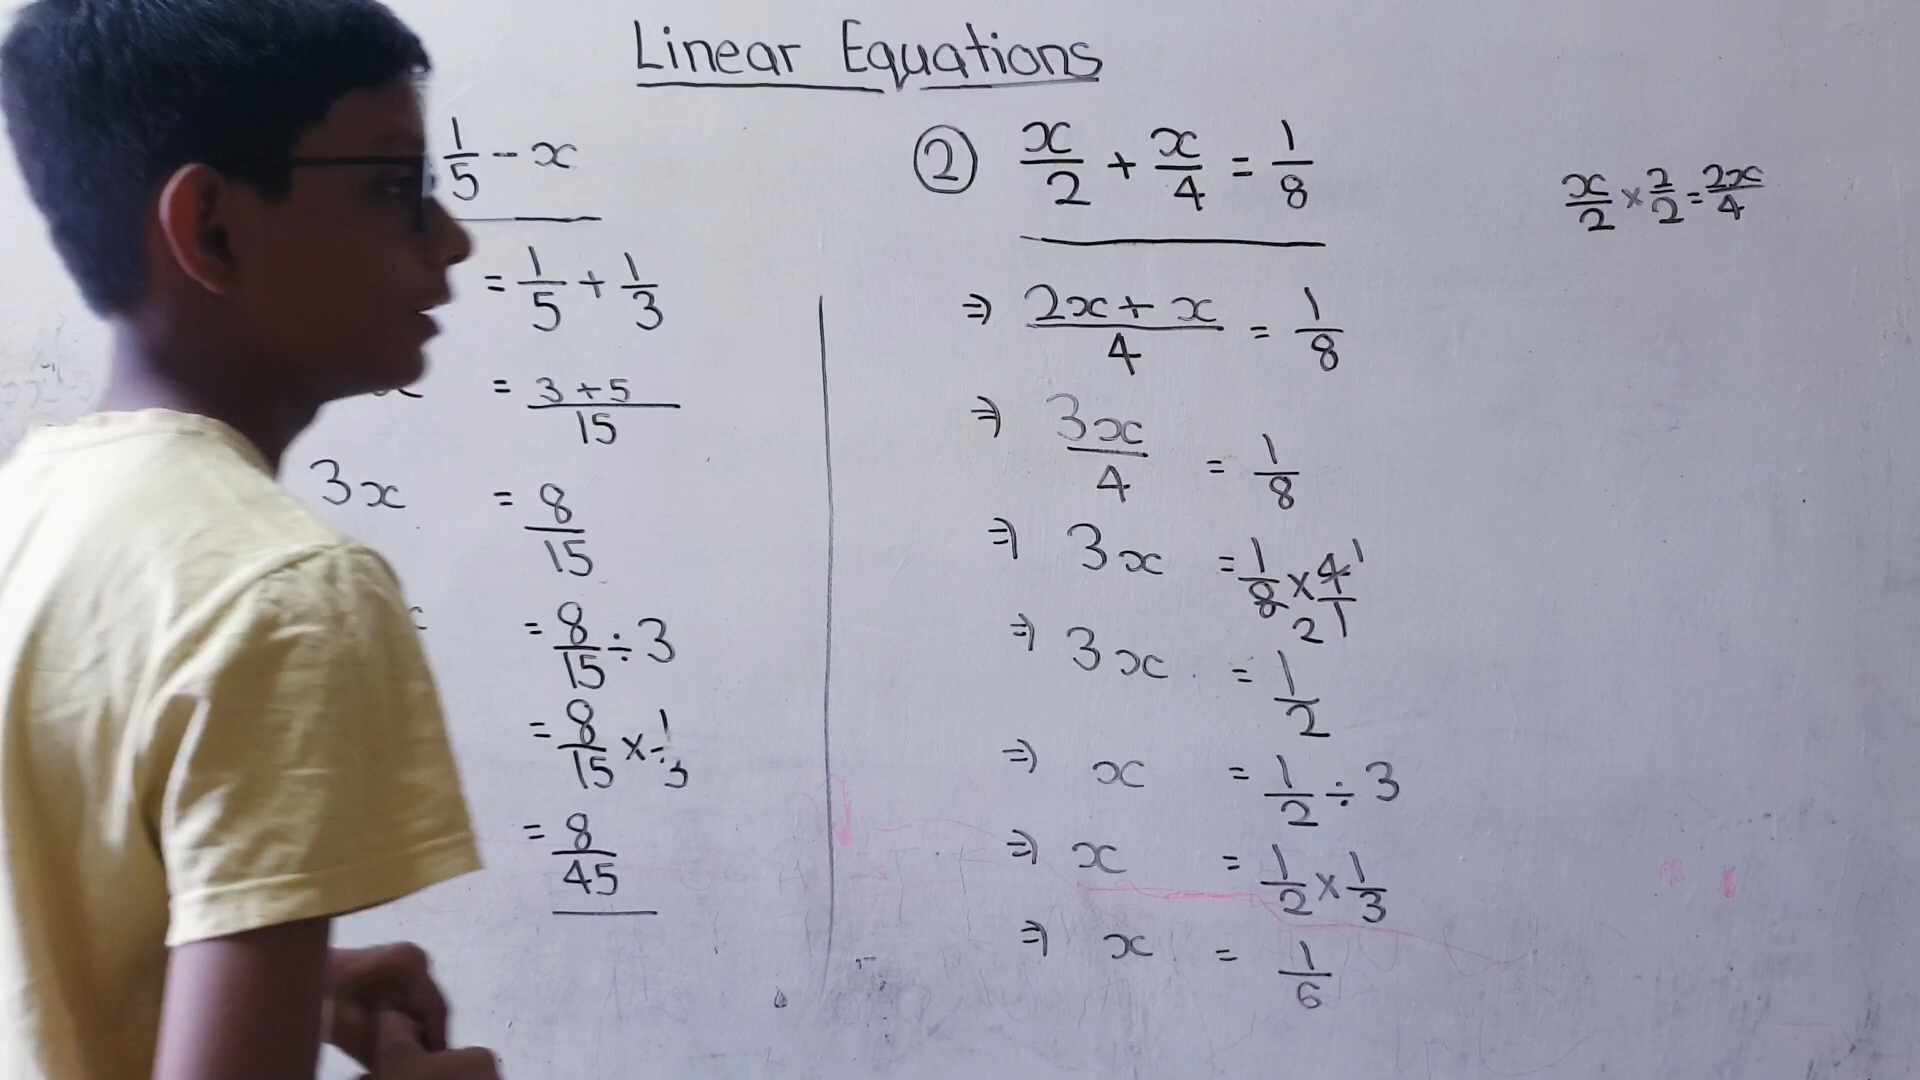 Linear Equations
1/5 - x
= 1/5 + 1/3
= (3 + 5)/15
3x = 8/15
= 8/15 ÷ 3
= 8/15 × 1/3
= 8/45
② x/2 + x/4 = 1/8
⇒ (2x + x)/4 = 1/8
⇒ 3x/4 = 1/8
⇒ 3x = 1/8 × 4/1
2 1
⇒ 3x = 1/2
⇒ x = 1/2 ÷ 3
⇒ x = 1/2 × 1/3
⇒ x = 1/6
x/2 × 2/2 = 2x/4